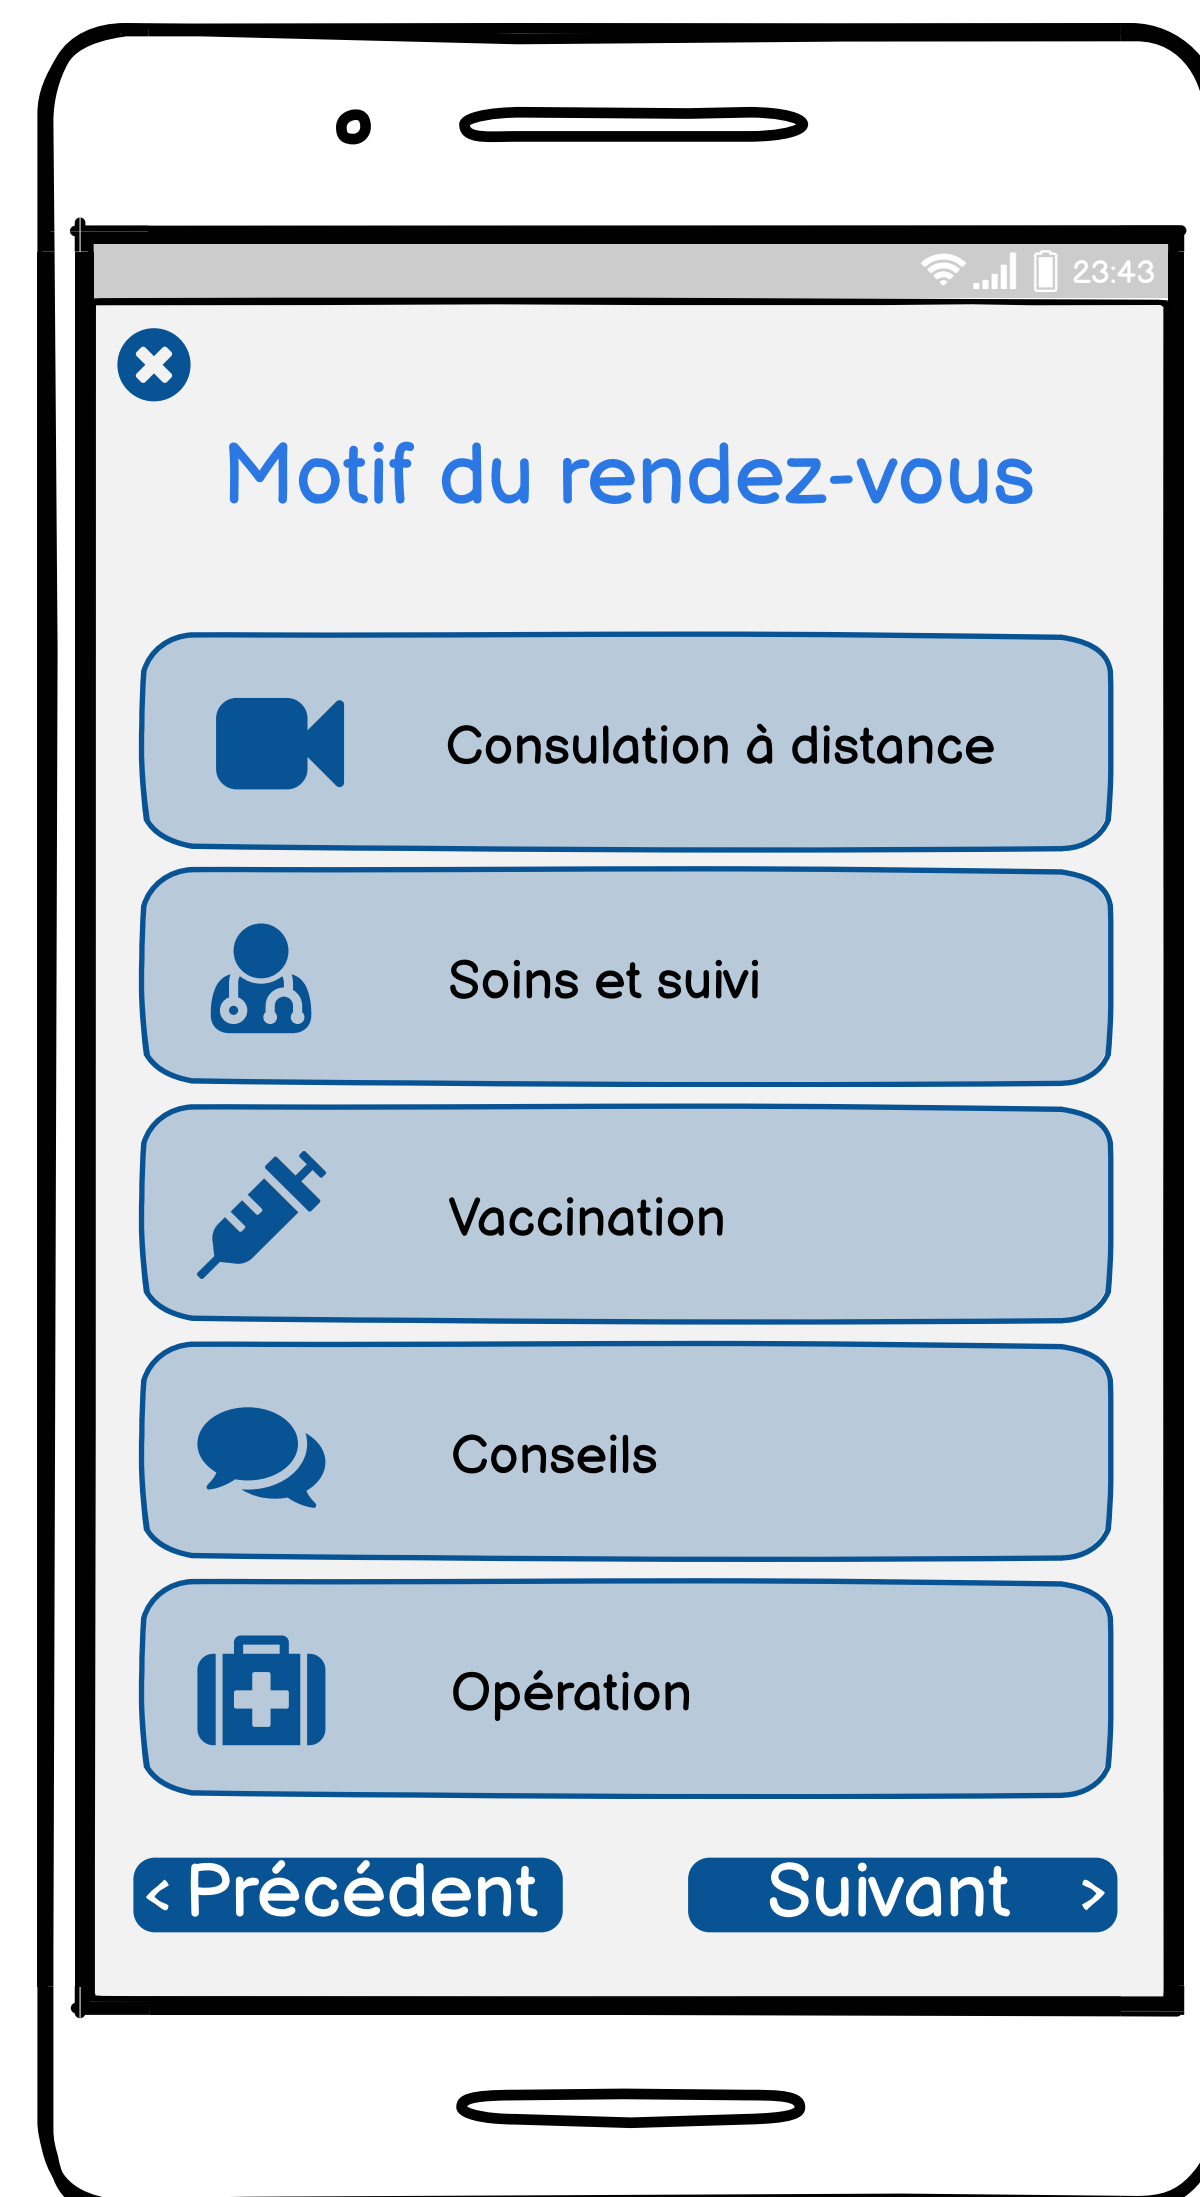 23:43
Motif du rendez-vous
Consulation à distance
Soins et suivi
Vaccination
Conseils
Opération
< Précédent
Suivant >